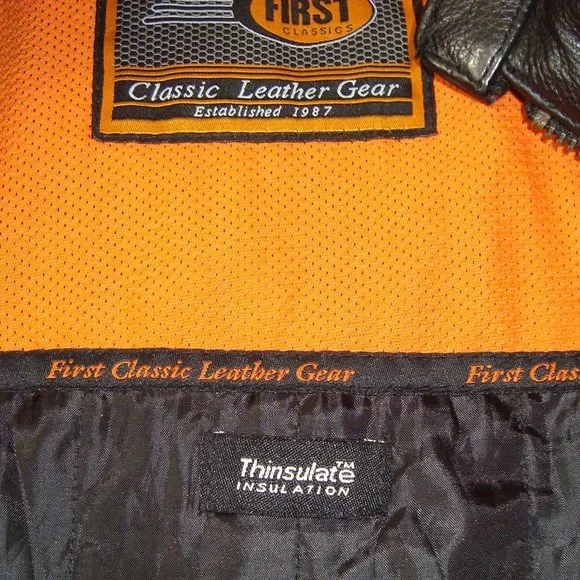 FIRST
CLASSICS
Classic Leather Gear
Established 1987
First Classic Leather Gear First Clas
Thinsulate™
INSULATION